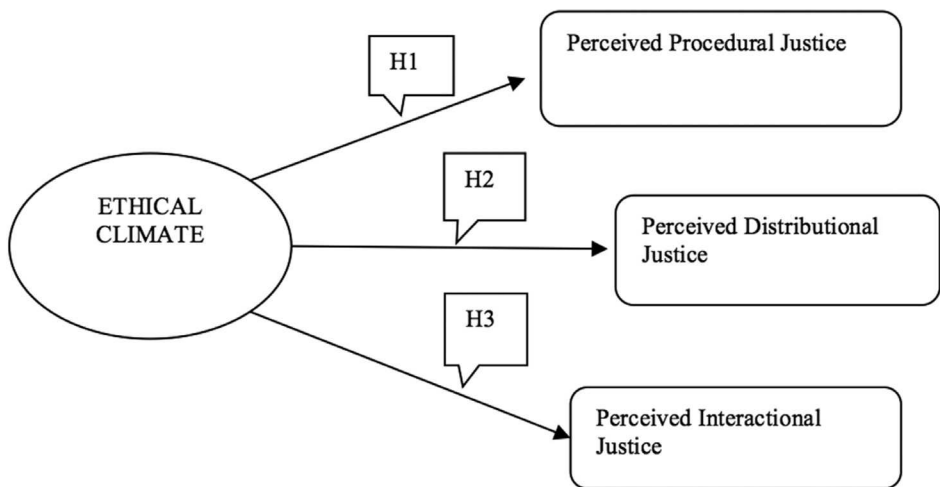 H1
Perceived Procedural Justice
H2
ETHICAL
CLIMATE
Perceived Distributional
Justice
H3
Perceived Interactional
Justice